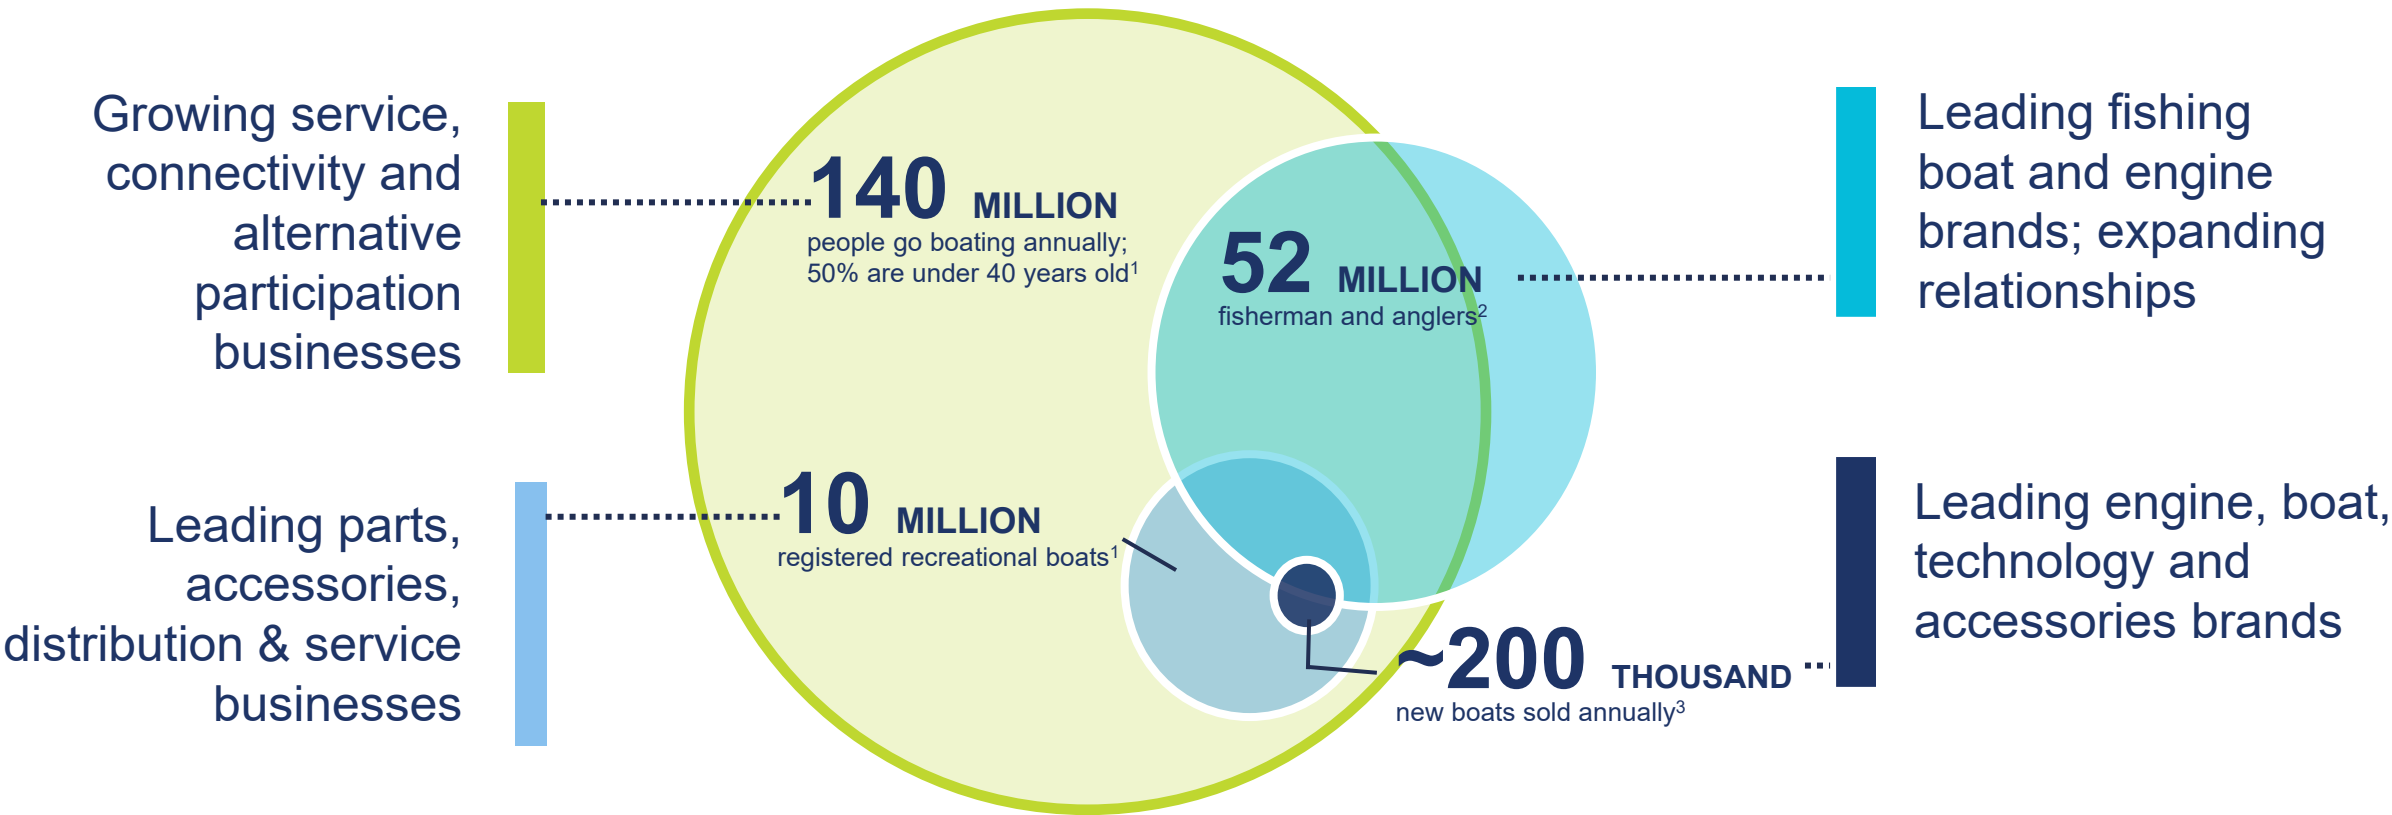 Growing service,
connectivity and
alternative
participation
businesses
140 MILLION
people go boating annually;
50% are under 40 years old¹
52 MILLION
fisherman and anglers²
Leading fishing
boat and engine
brands; expanding
relationships
Leading parts,
accessories,
distribution & service
businesses
10 MILLION
registered recreational boats¹
~200 THOUSAND
new boats sold annually³
Leading engine, boat,
technology and
accessories brands